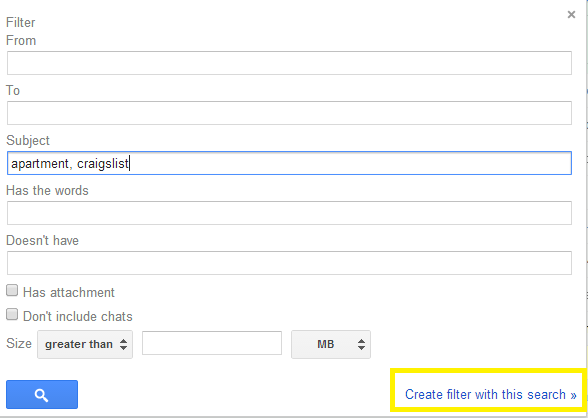 ×
Filter
From
To
Subject
apartment, craigslist
Has the words
Doesn't have
Has attachment
Don't include chats
Size greater than MB
Create filter with this search »